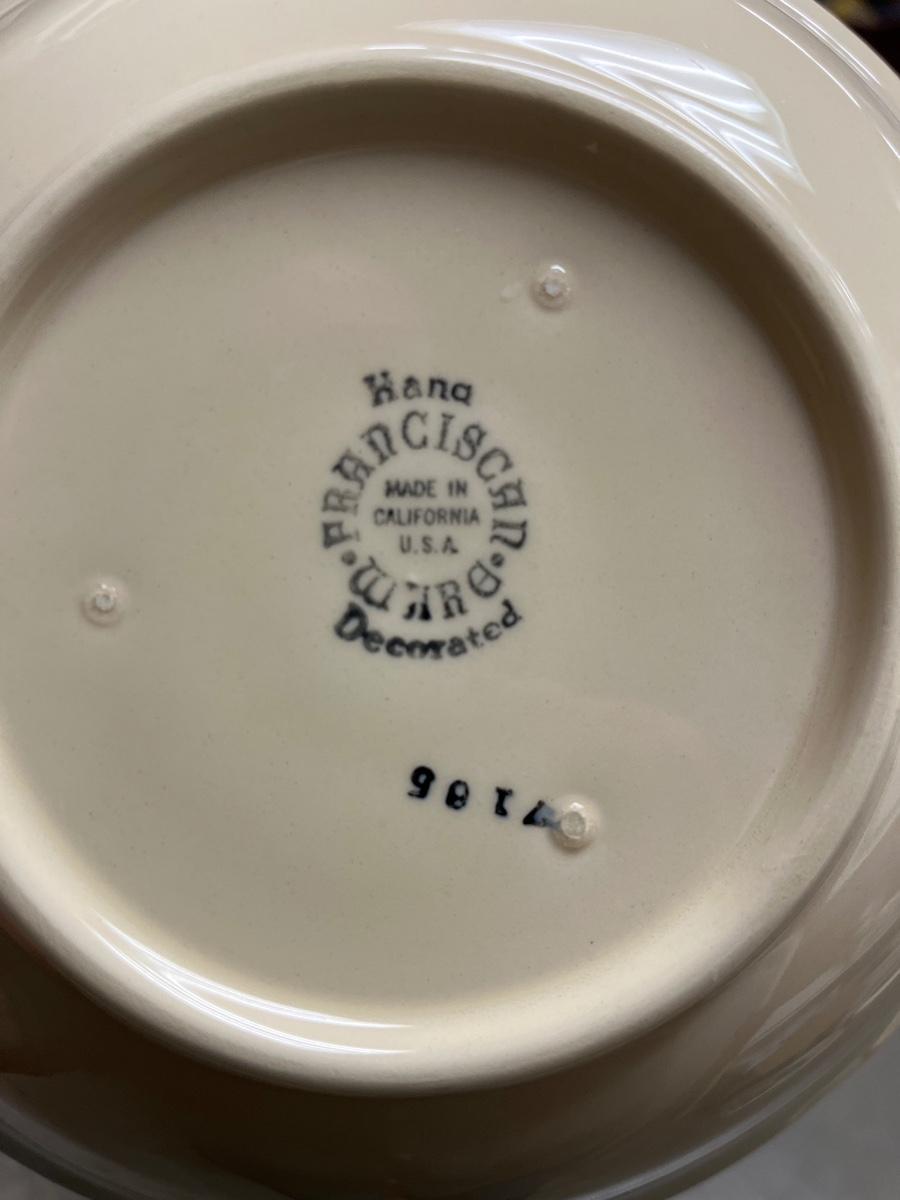 Hand
FRANCISCAN
MADE IN
CALIFORNIA
U.S.A.
WARE
Decorated